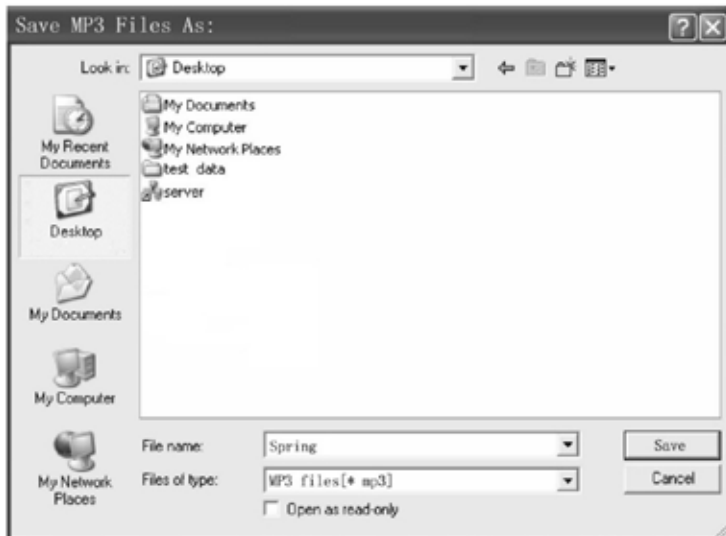 Save MP3 Files As:
Look in:
Desktop
My Recent
Documents
Desktop
My Documents
My Computer
My Network
Places
My Documents
My Computer
My Network Places
test data
server
File name:
Spring
Save
Files of type:
MP3 files[* mp3]
Cancel
Open as read-only